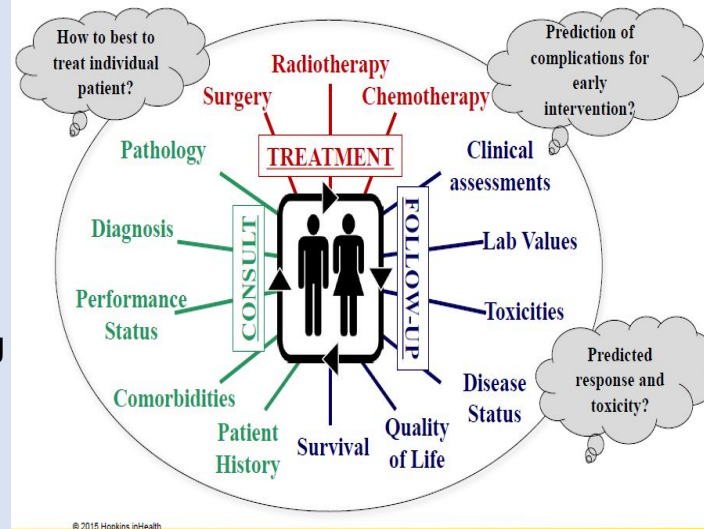 How to best to
treat individual
patient?
Prediction of
complications for
early
intervention?
Radiotherapy
Surgery
Chemotherapy
TREATMENT
Pathology
Diagnosis
Performance
Status
Comorbidities
Patient
History
CONSULT
FOLLOW-UP
Clinical
assessments
Lab Values
Toxicities
Disease
Status
Quality
of Life
Survival
Predicted
response and
toxicity?
g
© 2015 Hopkins inHealth